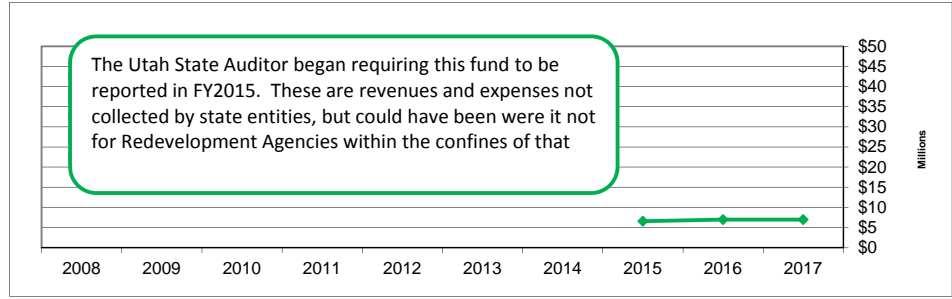 The Utah State Auditor began requiring this fund to be
reported in FY2015.  These are revenues and expenses not
collected by state entities, but could have been were it not
for Redevelopment Agencies within the confines of that
$50
$45
$40
$35
$30
$25
$20
$15
$10
$5
$0
Millions
2008 2009 2010 2011 2012 2013 2014 2015 2016 2017